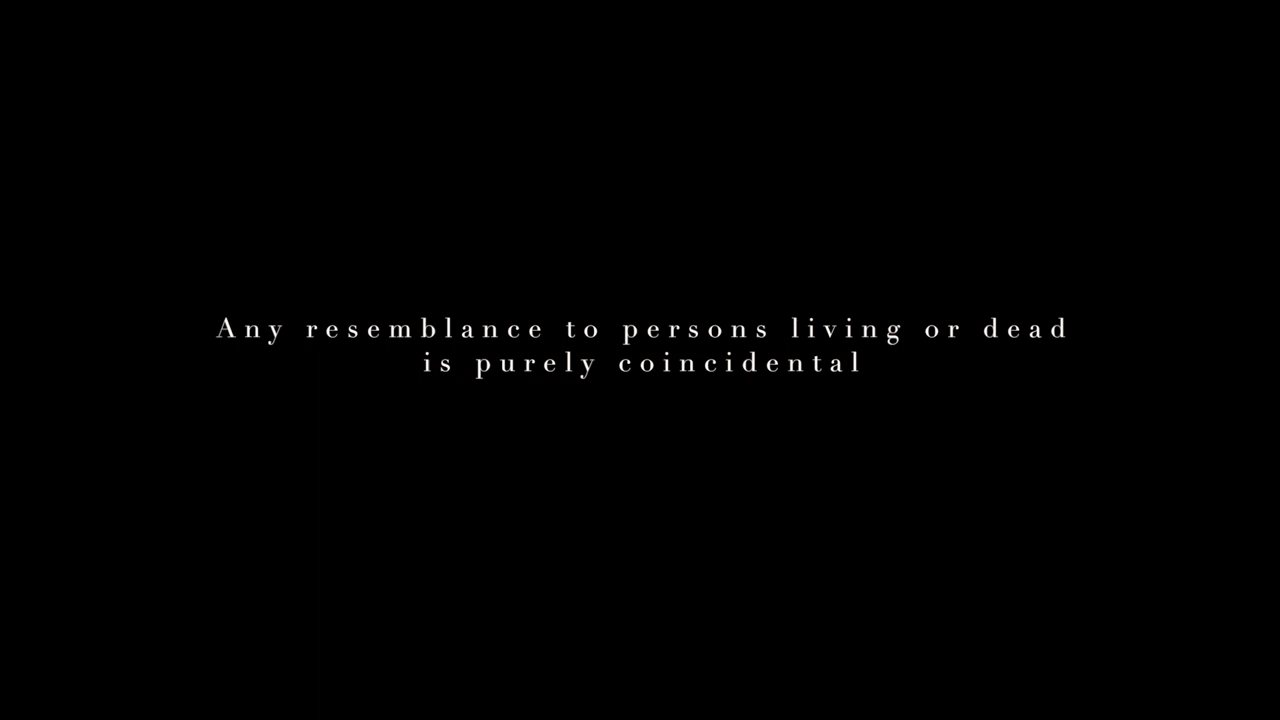 Any resemblance to persons living or dead
is purely coincidental